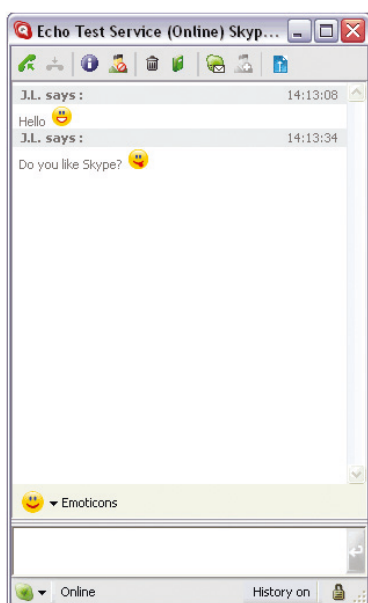 Echo Test Service (Online) Skyp...
J.L. says : 14:13:08
Hello
J.L. says : 14:13:34
Do you like Skype?
Emoticons
Online History on